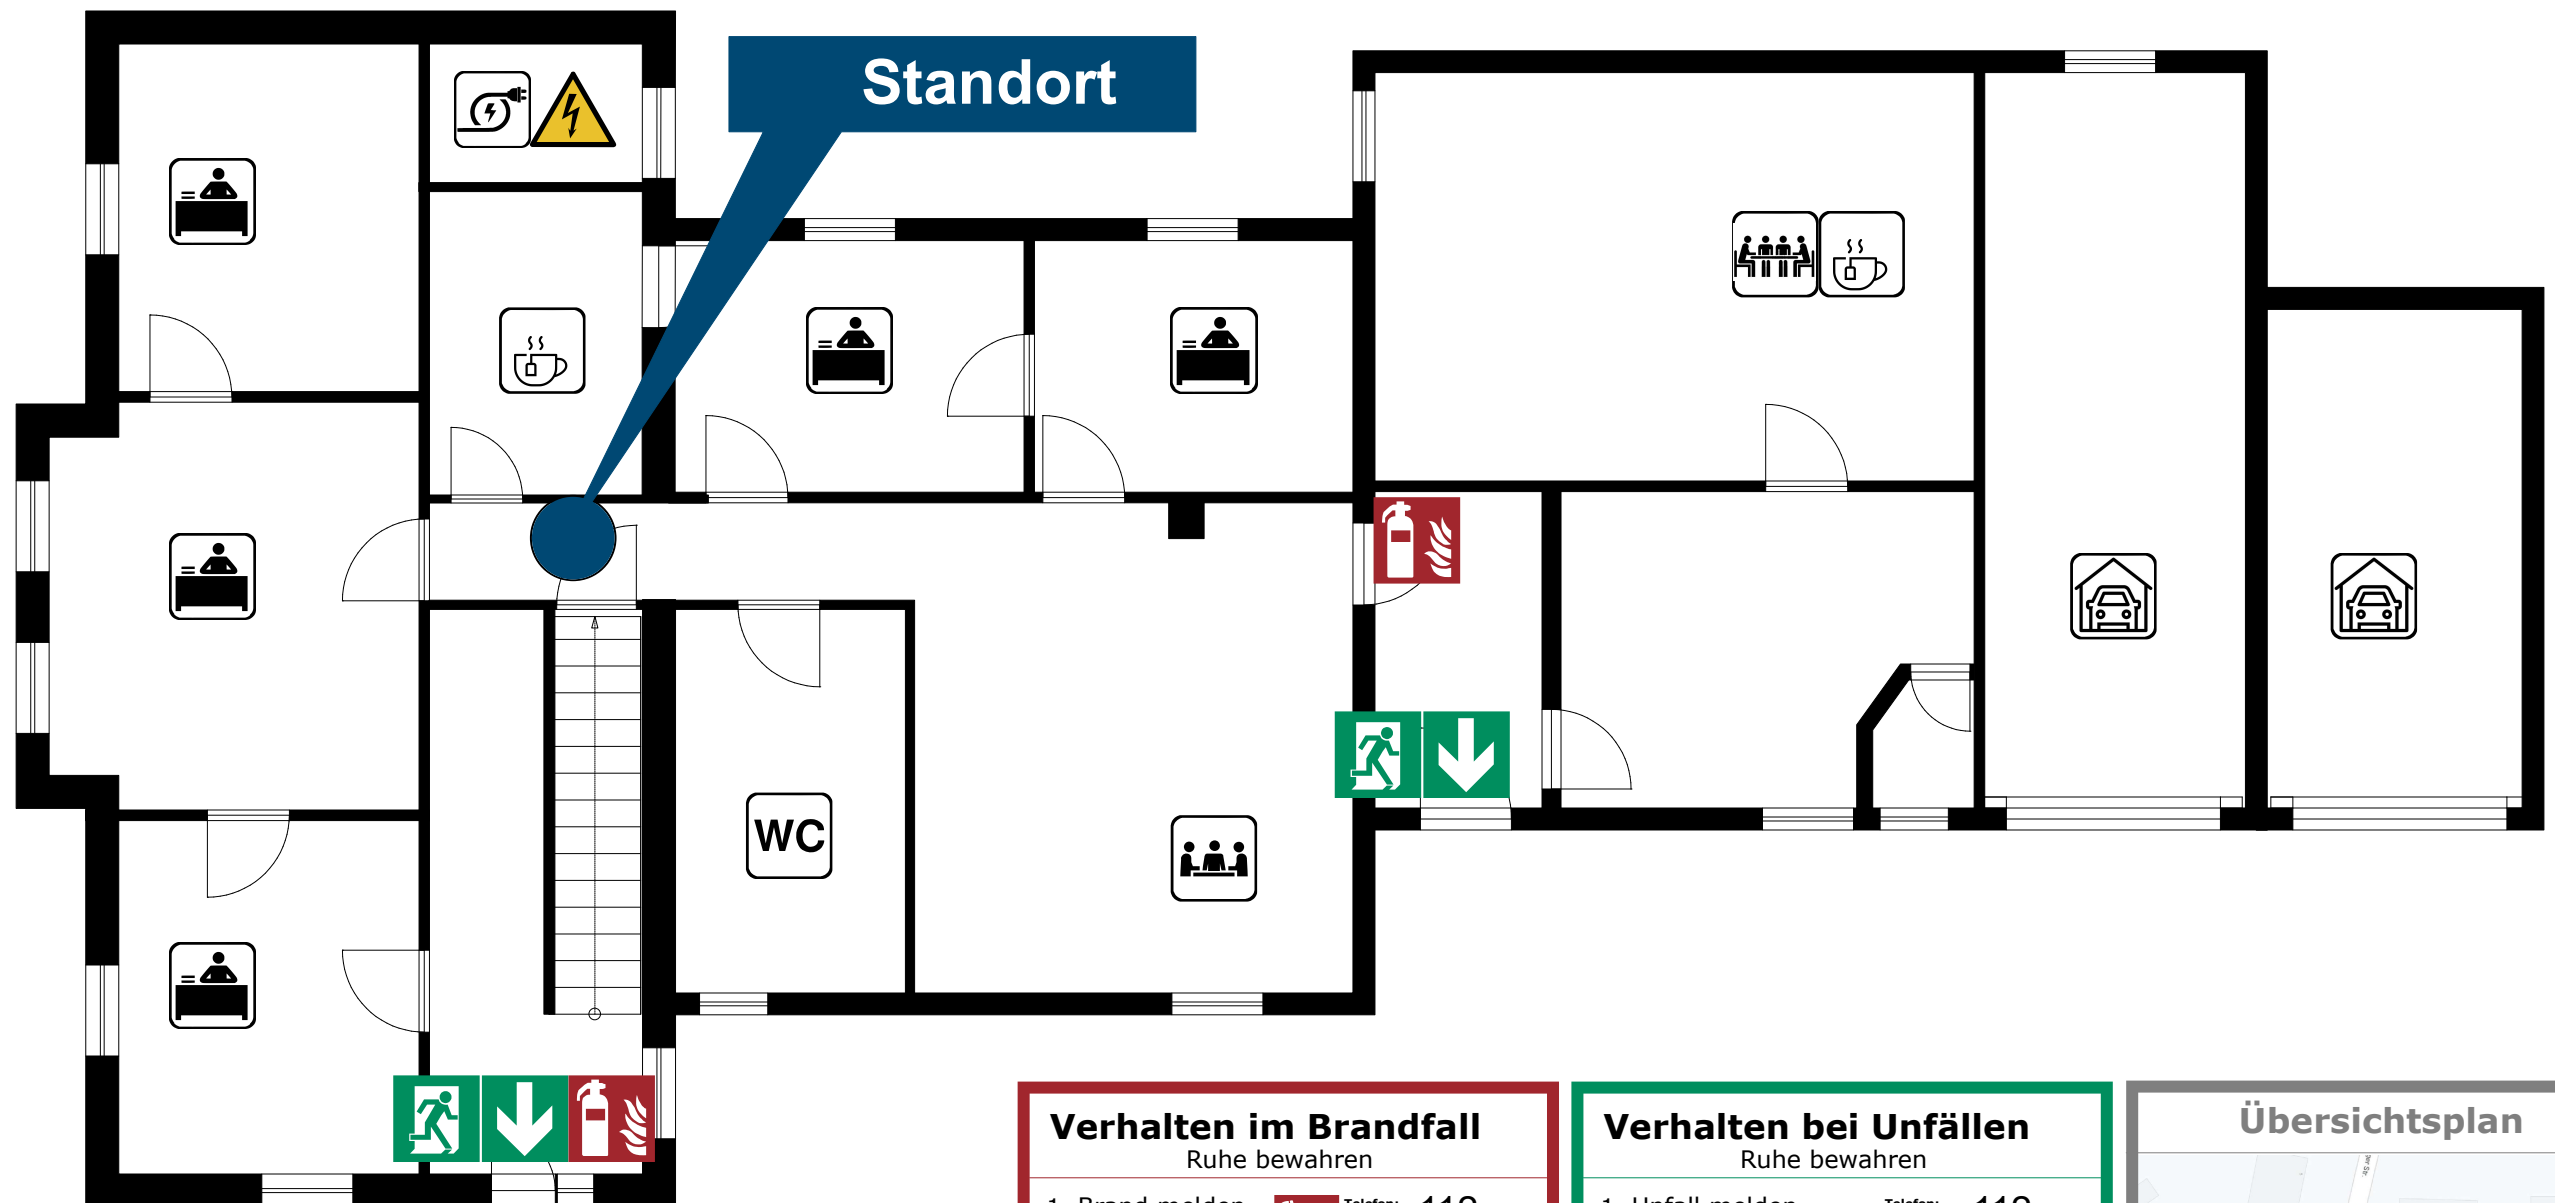 Standort
WC
Verhalten im Brandfall
Ruhe bewahren
Verhalten bei Unfällen
Ruhe bewahren
Übersichtsplan